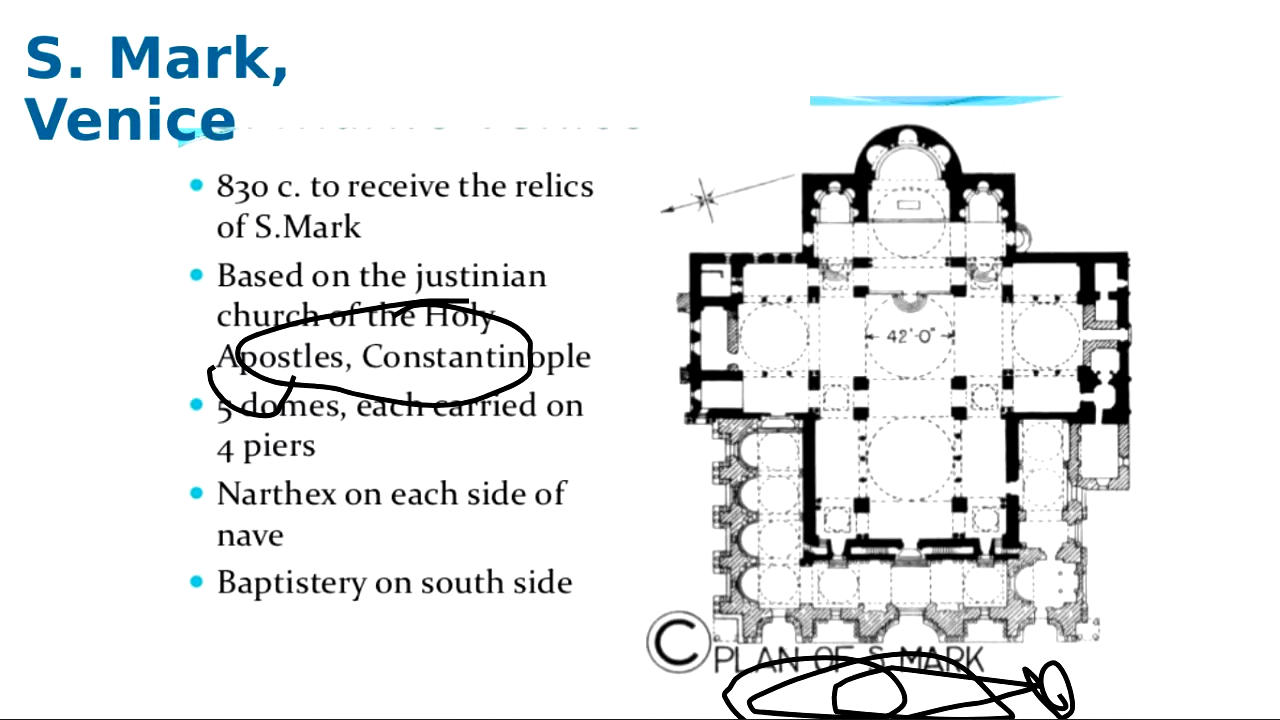 S. Mark,
Venice
• 830 c. to receive the relics
of S.Mark
• Based on the justinian
church of the Holy
Apostles, Constantinople
• 5 domes, each carried on
4 piers
• Narthex on each side of
nave
• Baptistery on south side
42'-0"
C PLAN OF S. MARK